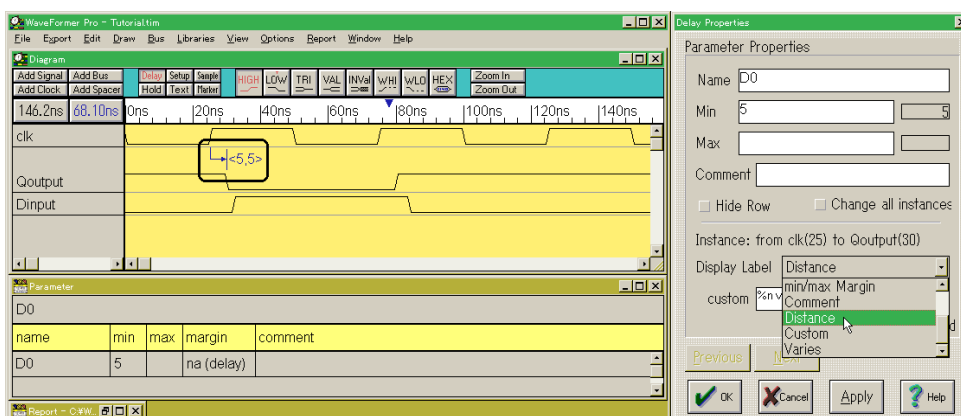 WaveFormer Pro - Tutorial.tim
File Export Edit Draw Bus Libraries View Options Report Window Help
Diagram
Add Signal Add Bus Delay Setup Sample HIGH LOW TRI VAL INVal WHI WLO HEX Zoom In
Add Clock Add Spacer Hold Text Marker Zoom Out
146.2ns 68.10ns 0ns 20ns 40ns 60ns 80ns 100ns 120ns 140ns
clk
<5,5>
Qoutput
Dinput
Parameter
D0
name min max margin comment
D0 5 na (delay)
Report - C:¥W..
Delay Properties
Parameter Properties
Name D0
Min 5 5
Max
Comment
Hide Row Change all instances
Instance: from clk(25) to Qoutput(30)
Display Label Distance
min/max Margin
custom %n v
Comment
Distance
Custom
Varies
Previous
OK Cancel Apply Help